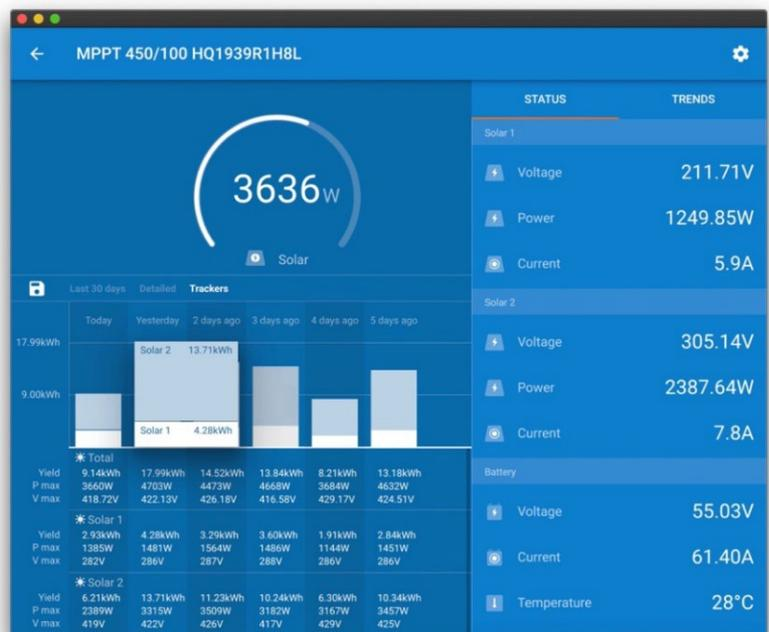 MPPT 450/100 HQ1939R1H8L
3636W
Solar
Last 30 days Detailed Trackers
Today Yesterday 2 days ago 3 days ago 4 days ago 5 days ago
17.99kWh
9.00kWh
Solar 2 13.71kWh
Solar 1 4.28kWh
Total
Yield 9.14kWh 17.99kWh 14.52kWh 13.84kWh 8.21kWh 13.18kWh
P max 3660W 4703W 4473W 4668W 3684W 4632W
V max 418.72V 422.13V 426.18V 416.58V 429.17V 424.51V
Solar 1
Yield 2.93kWh 4.28kWh 3.29kWh 3.60kWh 1.91kWh 2.84kWh
P max 1385W 1481W 1564W 1486W 1144W 1451W
V max 282V 286V 287V 288V 286V 286V
Solar 2
Yield 6.21kWh 13.71kWh 11.23kWh 10.24kWh 6.30kWh 10.34kWh
P max 2389W 3315W 3509W 3182W 3167W 3457W
V max 419V 422V 426V 417V 429V 425V
STATUS TRENDS
Solar 1
Voltage 211.71V
Power 1249.85W
Current 5.9A
Solar 2
Voltage 305.14V
Power 2387.64W
Current 7.8A
Battery
Voltage 55.03V
Current 61.40A
Temperature 28°C